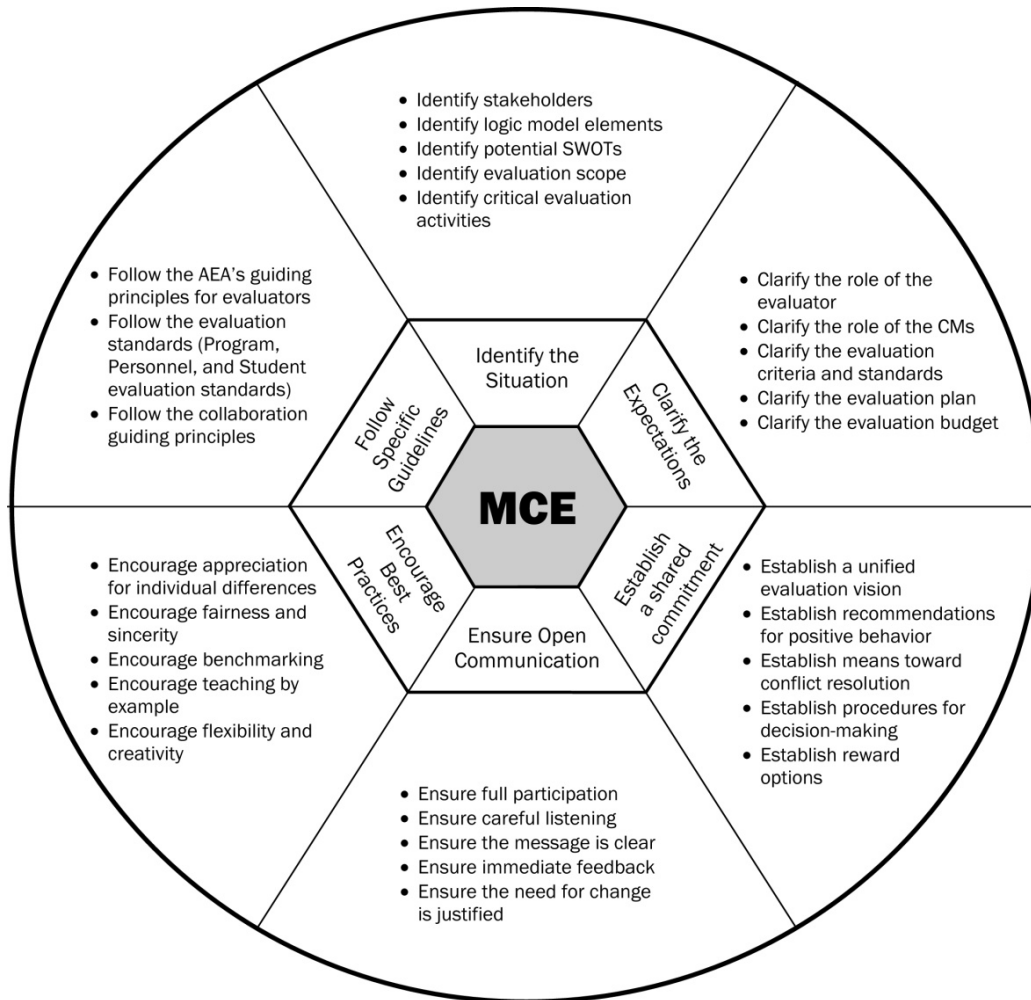 • Identify stakeholders
• Identify logic model elements
• Identify potential SWOTs
• Identify evaluation scope
• Identify critical evaluation
activities
• Clarify the role of the
evaluator
• Clarify the role of the CMs
• Clarify the evaluation
criteria and standards
• Clarify the evaluation plan
• Clarify the evaluation budget
• Establish a unified
evaluation vision
• Establish recommendations
for positive behavior
• Establish means toward
conflict resolution
• Establish procedures for
decision-making
• Establish reward
options
• Ensure full participation
• Ensure careful listening
• Ensure the message is clear
• Ensure immediate feedback
• Ensure the need for change
is justified
• Encourage appreciation
for individual differences
• Encourage fairness and
sincerity
• Encourage benchmarking
• Encourage teaching by
example
• Encourage flexibility and
creativity
• Follow the AEA’s guiding
principles for evaluators
• Follow the evaluation
standards (Program,
Personnel, and Student
evaluation standards)
• Follow the collaboration
guiding principles
Identify the
Situation
Clarify the
Expectations
Establish
a shared
commitment
Ensure Open
Communication
Encourage
Best
Practices
Follow
Specific
Guidelines
MCE